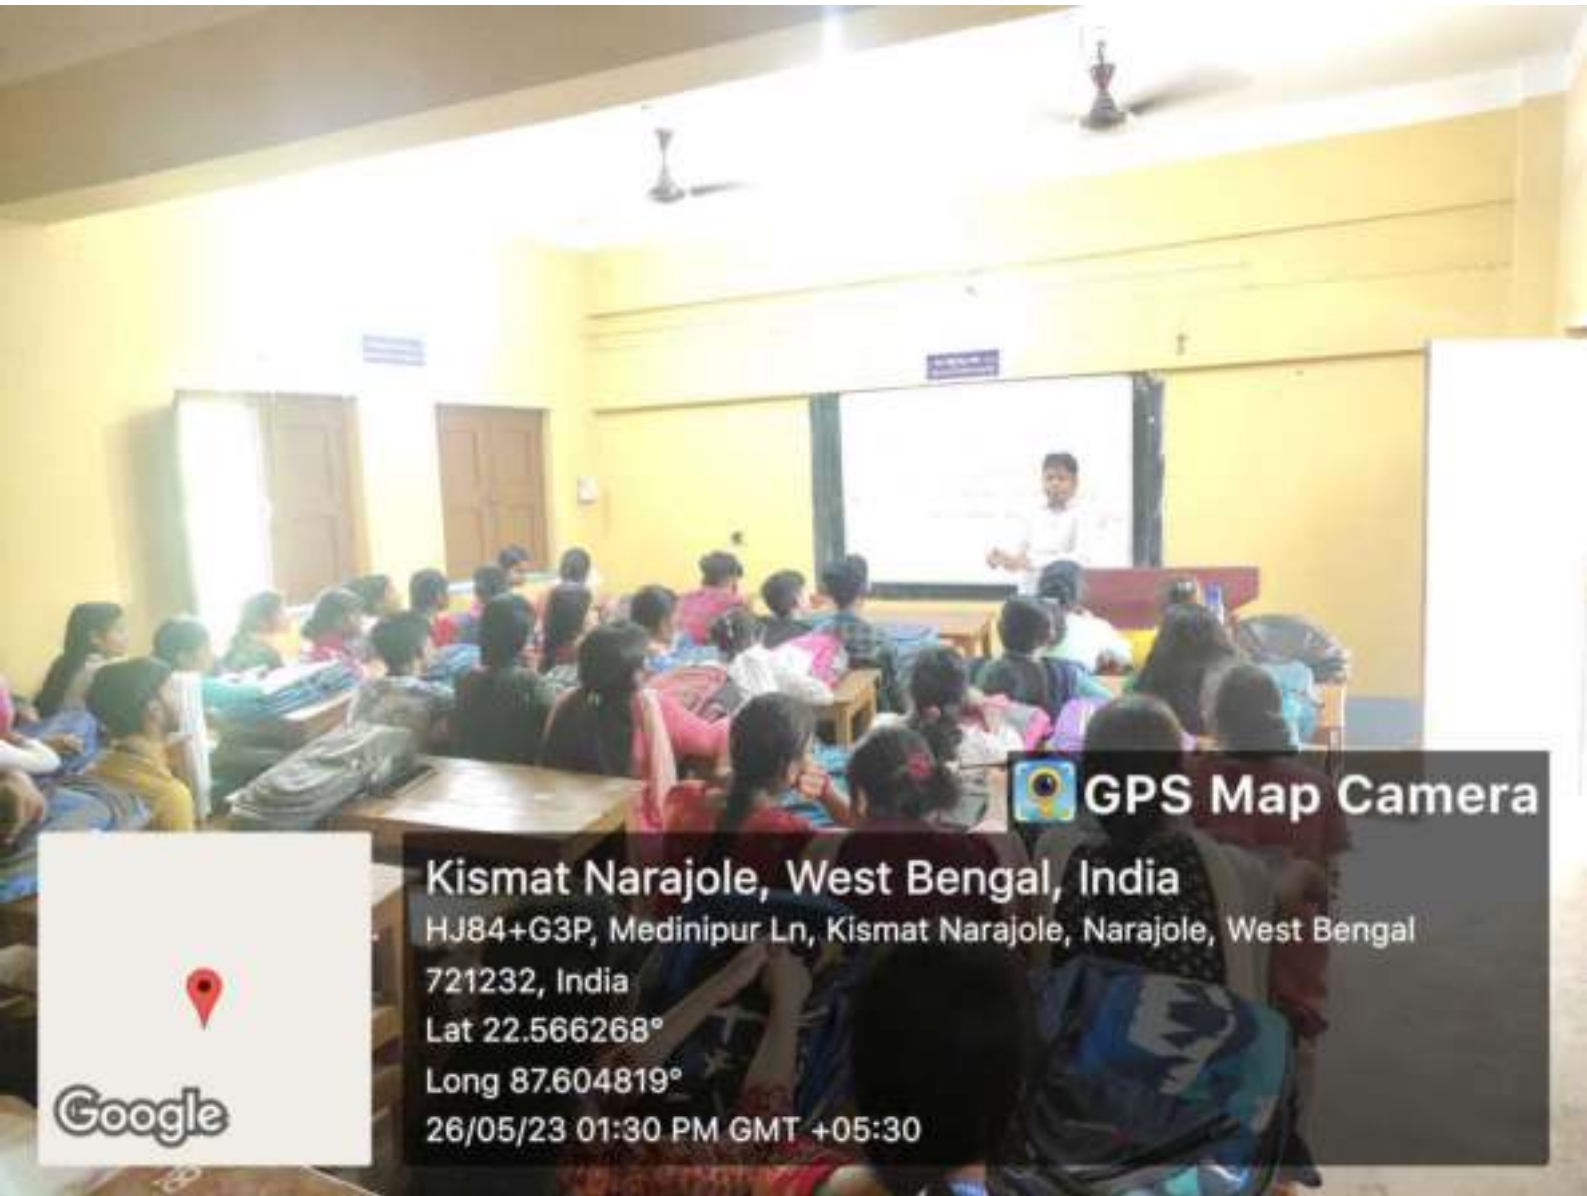 GPS Map Camera
Kismat Narajole, West Bengal, India
HJ84+G3P, Medinipur Ln, Kismat Narajole, Narajole, West Bengal
721232, India
Lat 22.566268°
Long 87.604819°
26/05/23 01:30 PM GMT +05:30
Google